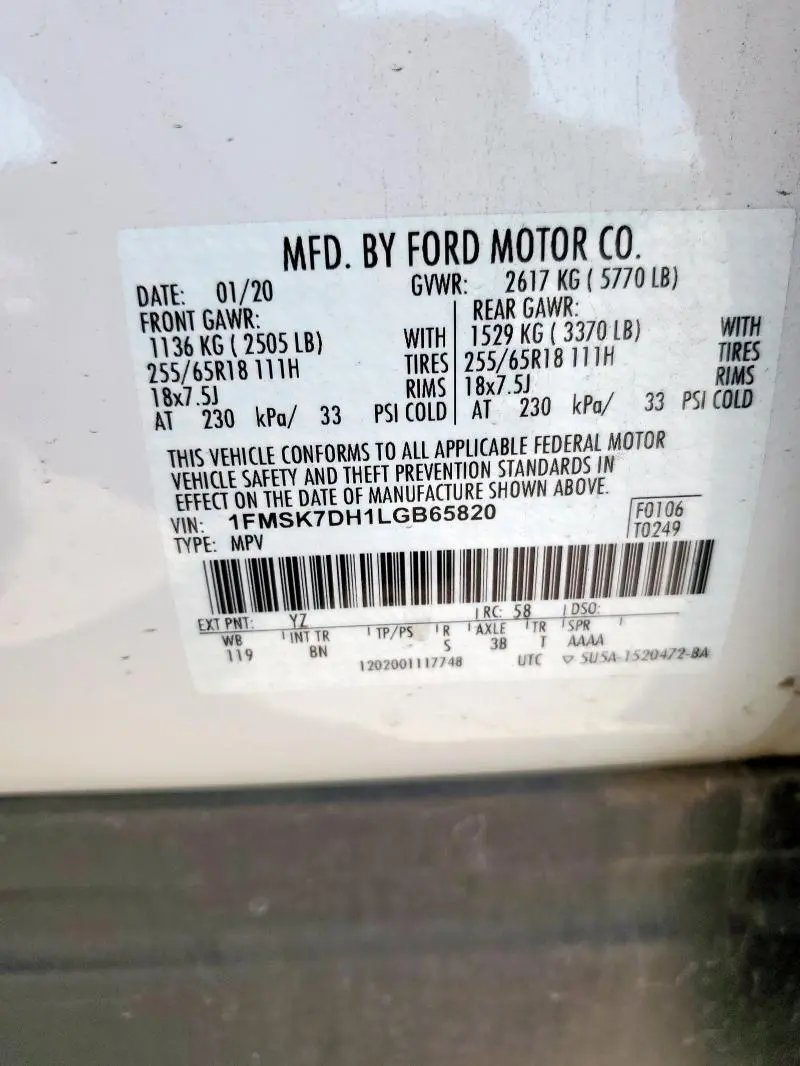 MFD. BY FORD MOTOR CO.
DATE: 01/20 GVWR: 2617 KG ( 5770 LB)
FRONT GAWR: REAR GAWR:
1136 KG ( 2505 LB) WITH 1529 KG ( 3370 LB) WITH
255/65R18 111H TIRES 255/65R18 111H TIRES
18x7.5J RIMS 18x7.5J RIMS
AT 230 kPa/ 33 PSI COLD AT 230 kPa/ 33 PSI COLD
THIS VEHICLE CONFORMS TO ALL APPLICABLE FEDERAL MOTOR
VEHICLE SAFETY AND THEFT PREVENTION STANDARDS IN
EFFECT ON THE DATE OF MANUFACTURE SHOWN ABOVE.
VIN: 1FMSK7DH1LGB65820 F0106
TYPE: MPV T0249
EXT PNT: YZ RC: 58 DSO:
WB INT TR TP/PS R AXLE TR SPR
119 BN S 3B T AAAA
1202001117748 UTC ▽ 5U5A-1520472-BA